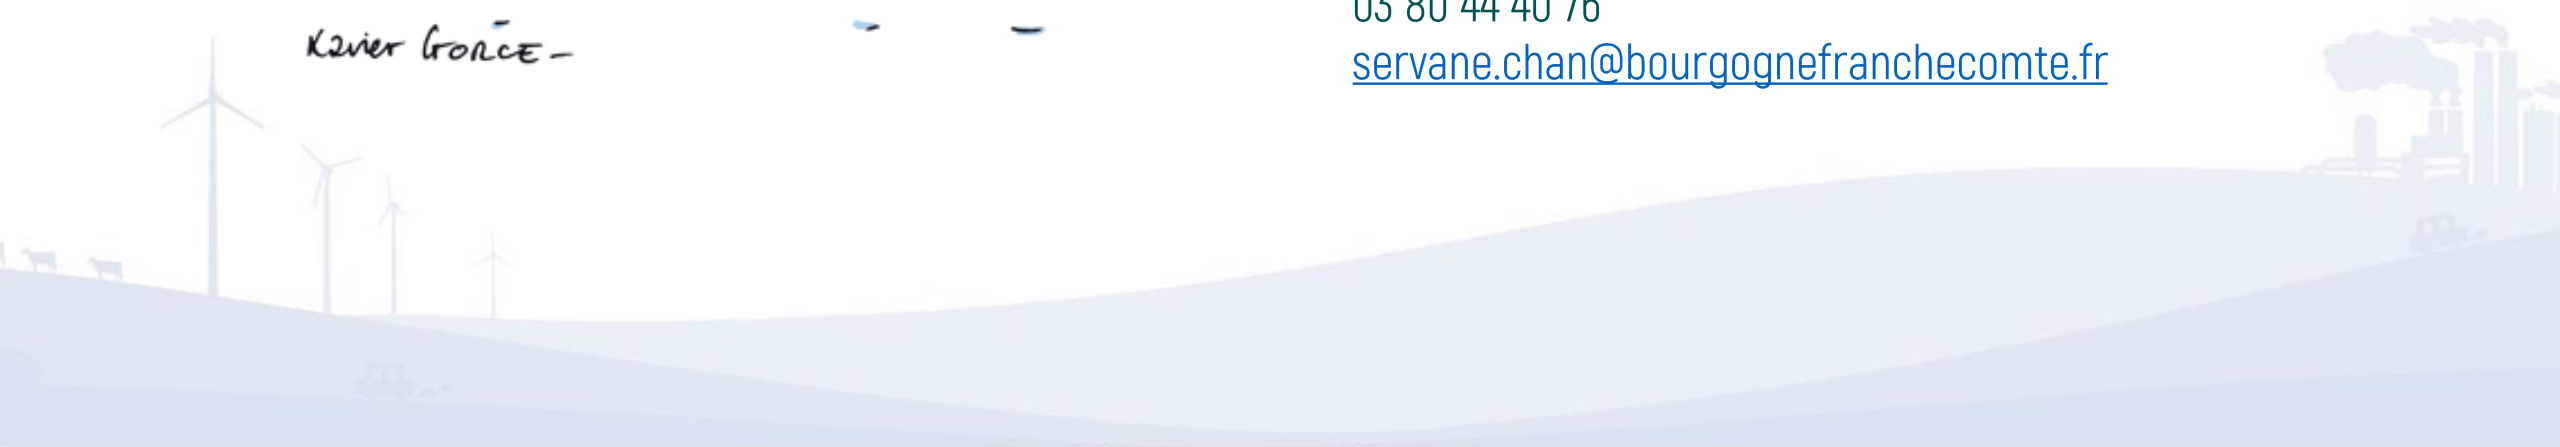 03 80 44 40 76
Xavier GORCE -
servane.chan@bourgognefranchecomte.fr